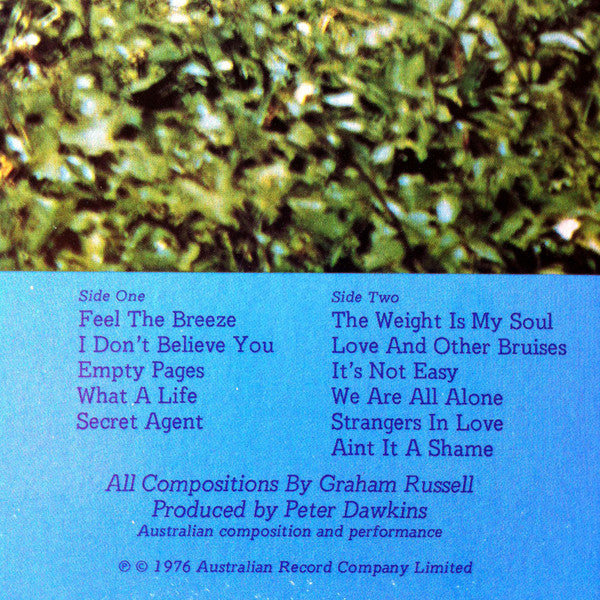 Side One
Feel The Breeze
I Don't Believe You
Empty Pages
What A Life
Secret Agent
Side Two
The Weight Is My Soul
Love And Other Bruises
It's Not Easy
We Are All Alone
Strangers In Love
Aint It A Shame
All Compositions By Graham Russell
Produced by Peter Dawkins
Australian composition and performance
℗ © 1976 Australian Record Company Limited